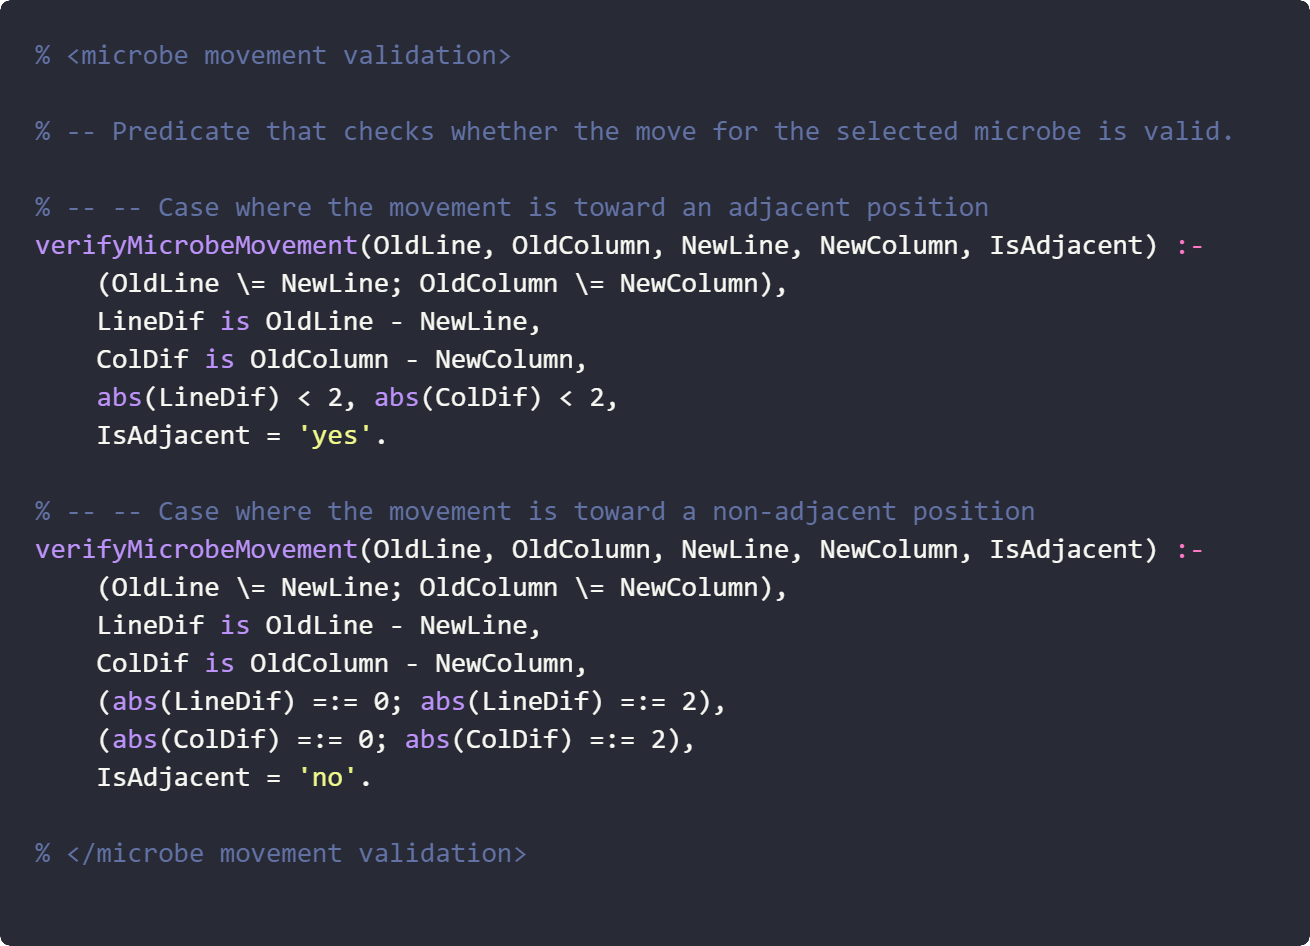 % <microbe movement validation>
% -- Predicate that checks whether the move for the selected microbe is valid.
% -- -- Case where the movement is toward an adjacent position
verifyMicrobeMovement(OldLine, OldColumn, NewLine, NewColumn, IsAdjacent) :-
    (OldLine \= NewLine; OldColumn \= NewColumn),
    LineDif is OldLine - NewLine,
    ColDif is OldColumn - NewColumn,
    abs(LineDif) < 2, abs(ColDif) < 2,
    IsAdjacent = 'yes'.
% -- -- Case where the movement is toward a non-adjacent position
verifyMicrobeMovement(OldLine, OldColumn, NewLine, NewColumn, IsAdjacent) :-
    (OldLine \= NewLine; OldColumn \= NewColumn),
    LineDif is OldLine - NewLine,
    ColDif is OldColumn - NewColumn,
    (abs(LineDif) =:= 0; abs(LineDif) =:= 2),
    (abs(ColDif) =:= 0; abs(ColDif) =:= 2),
    IsAdjacent = 'no'.
% </microbe movement validation>